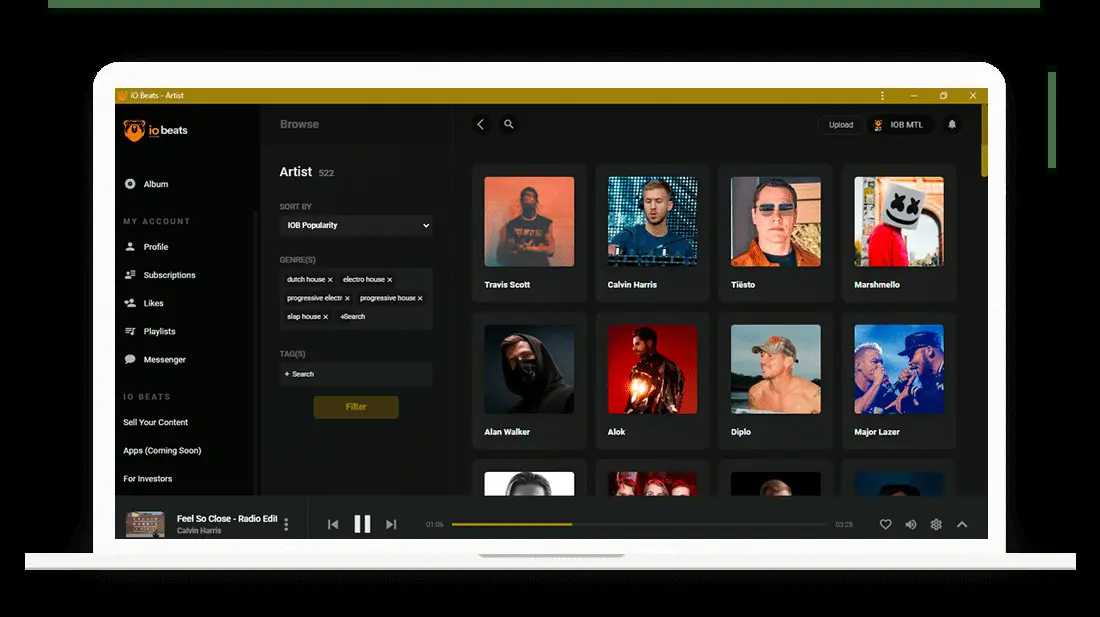 iO Beats - Artist
io beats
Album
MY ACCOUNT
Profile
Subscriptions
Likes
Playlists
Messenger
IO BEATS
Sell Your Content
Apps (Coming Soon)
For Investors
Browse
Artist 522
SORT BY
IOB Popularity
GENRE(S)
dutch house × electro house ×
progressive electr × progressive house ×
slap house × +Search
TAG(S)
+ Search
Filter
Upload IOB MTL
Travis Scott
Calvin Harris
Tiësto
Marshmello
Alan Walker
Alok
Diplo
Major Lazer
Feel So Close - Radio Edit
Calvin Harris
01:06
03:28